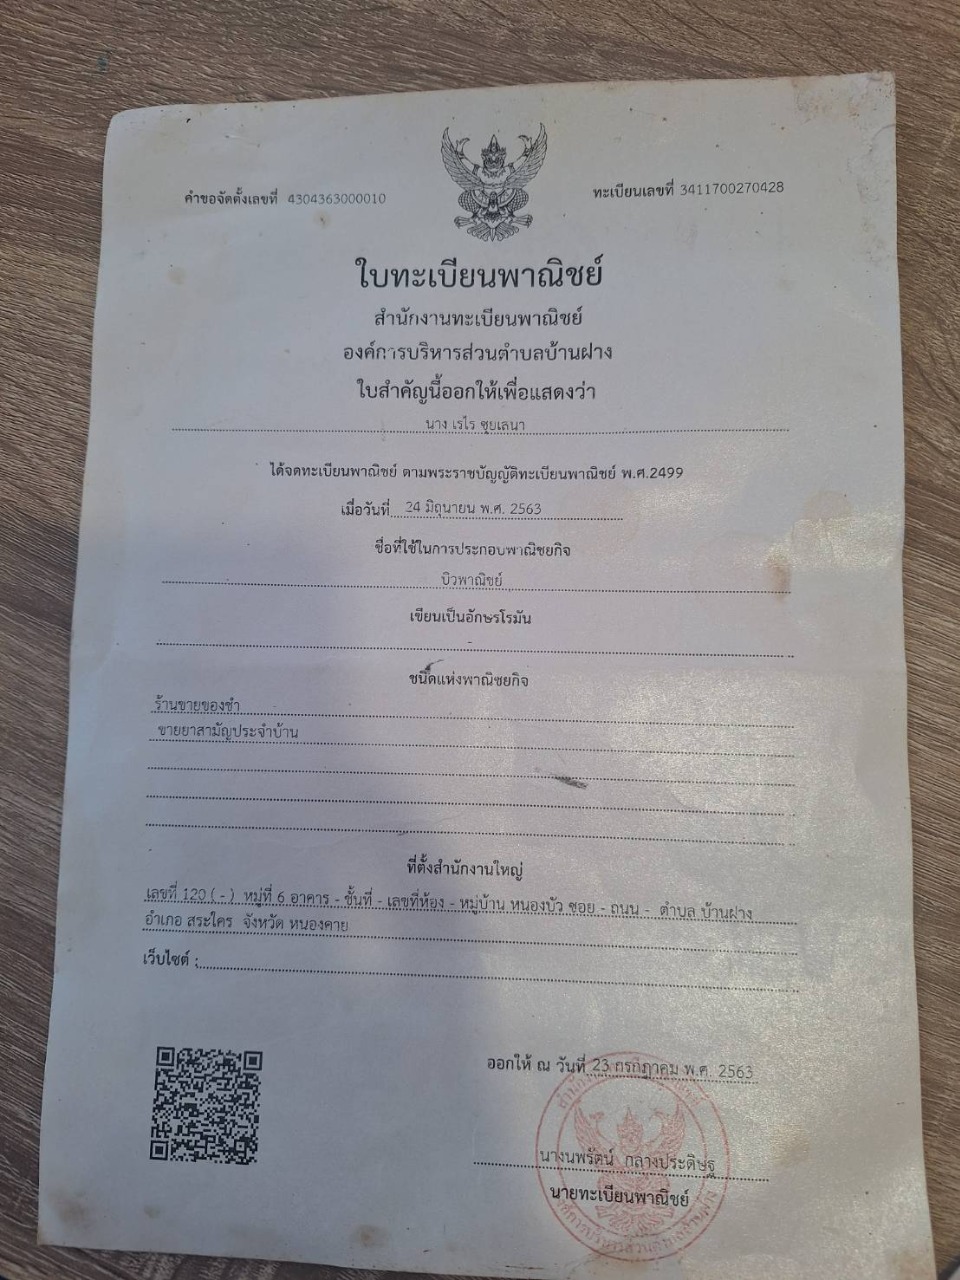 คำขอจัดตั้งเลขที่ 4304363000010
ทะเบียนเลขที่ 3411700270428
ใบทะเบียนพาณิชย์
สำนักงานทะเบียนพาณิชย์
องค์การบริหารส่วนตำบลบ้านฝาง
ใบสำคัญนี้ออกให้เพื่อแสดงว่า
นาง เรไร ซุยเสนา
ได้จดทะเบียนพาณิชย์ ตามพระราชบัญญัติทะเบียนพาณิชย์ พ.ศ.2499
เมื่อวันที่ 24 มิถุนายน พ.ศ. 2563
ชื่อที่ใช้ในการประกอบพาณิชยกิจ
บิวพาณิชย์
เขียนเป็นอักษรโรมัน
-
ชนิดแห่งพาณิชยกิจ
ร้านขายของชำ
ขายยาสามัญประจำบ้าน
ที่ตั้งสำนักงานใหญ่
เลขที่ 120 ( - ) หมู่ที่ 6 อาคาร - ชั้นที่ - เลขที่ห้อง - หมู่บ้าน หนองบัว ซอย - ถนน - ตำบล บ้านฝาง
อำเภอ สระใคร จังหวัด หนองคาย
เว็บไซต์ :
ออกให้ ณ วันที่ 23 กรกฎาคม พ.ศ. 2563
นางนพรัตน์ กลางประดิษฐ
นายทะเบียนพาณิชย์